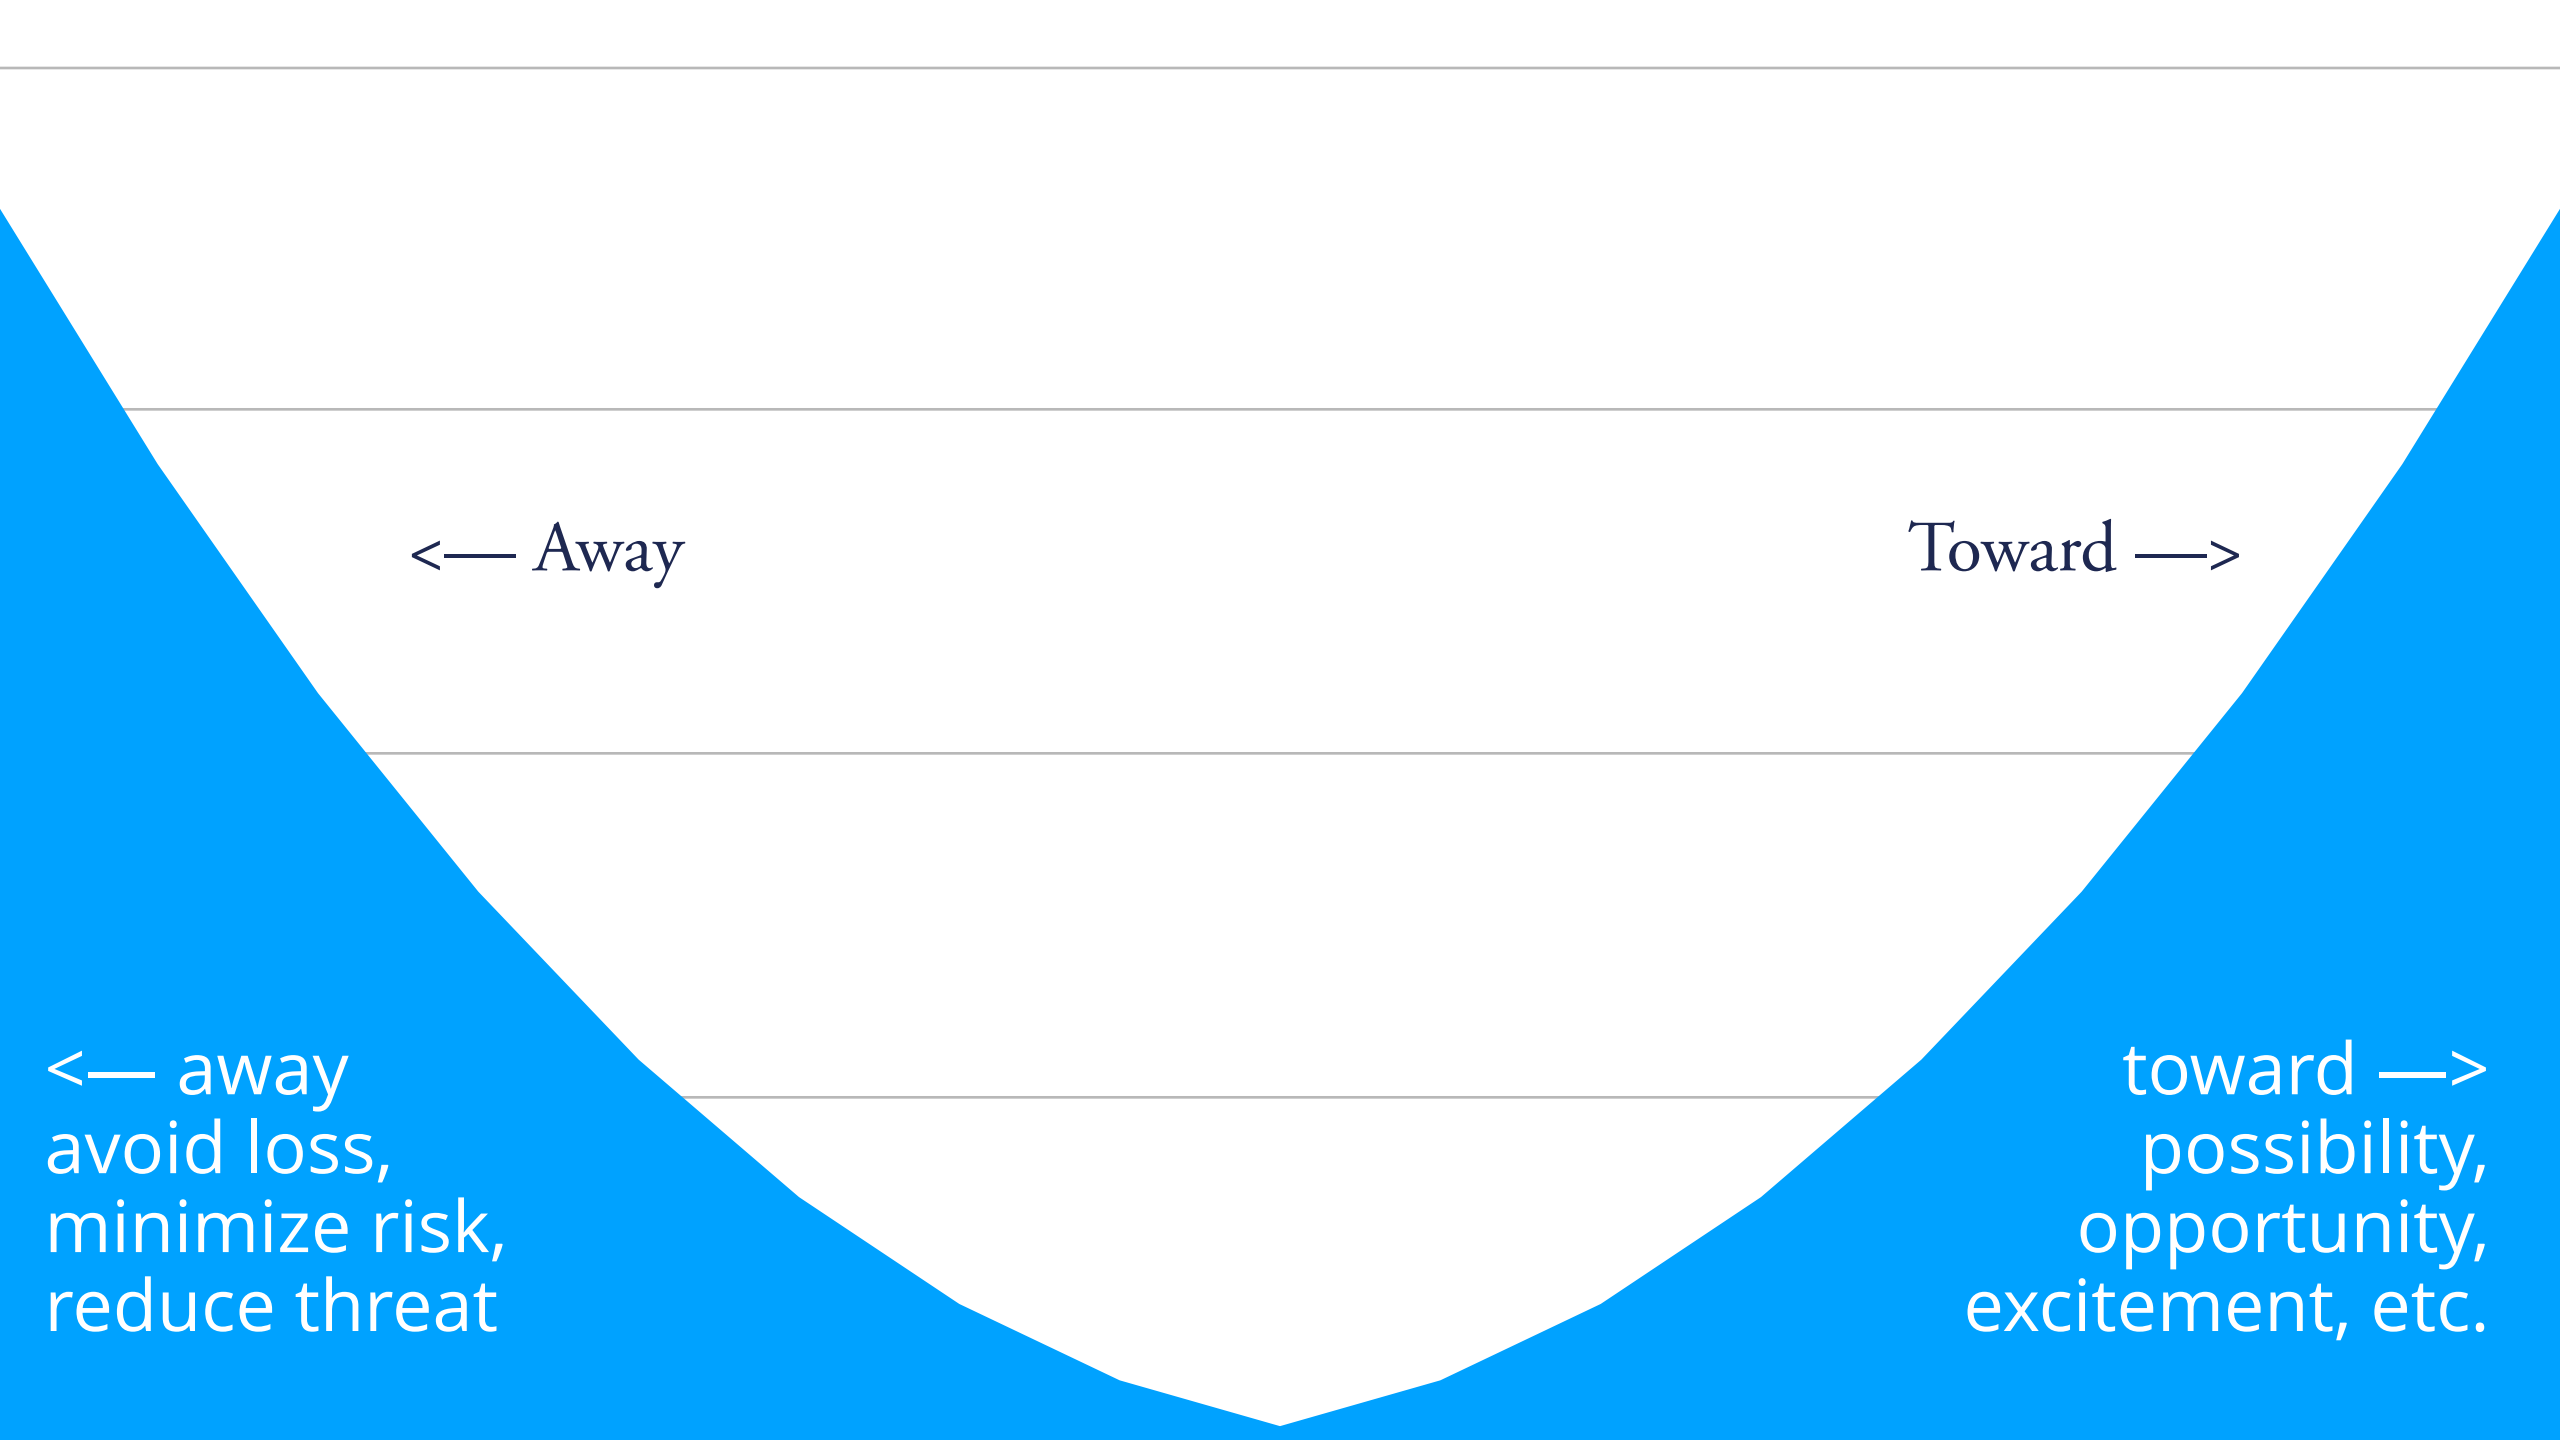 <— Away
Toward —>
<— away
avoid loss,
minimize risk,
reduce threat
toward —>
possibility,
opportunity,
excitement, etc.